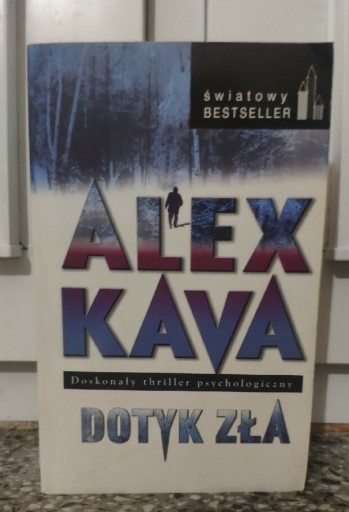 światowy
BESTSELLER
ALEX
KAVA
Doskonały thriller psychologiczny
DOTYK ZŁA